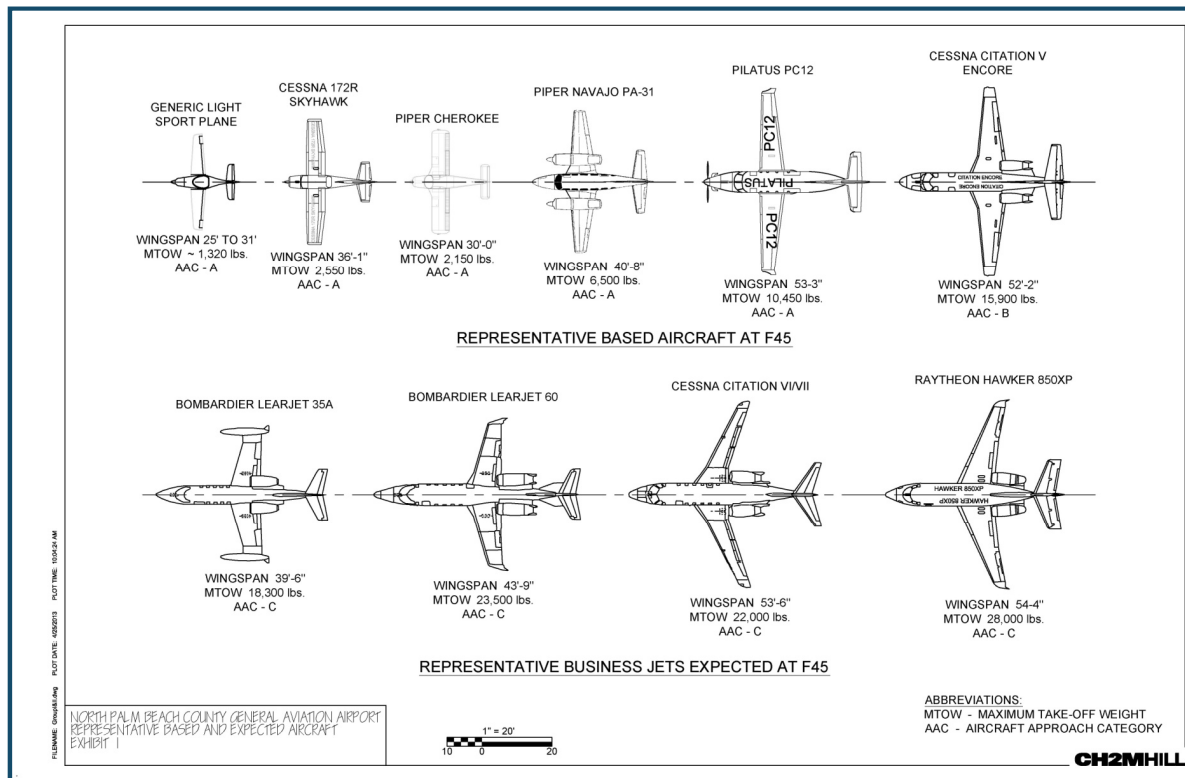 GENERIC LIGHT
SPORT PLANE
WINGSPAN 25' TO 31'
MTOW ~ 1,320 lbs.
AAC - A
CESSNA 172R
SKYHAWK
WINGSPAN 36'-1"
MTOW 2,550 lbs.
AAC - A
PIPER CHEROKEE
WINGSPAN 30'-0"
MTOW 2,150 lbs.
AAC - A
PIPER NAVAJO PA-31
WINGSPAN 40'-8"
MTOW 6,500 lbs.
AAC - A
PILATUS PC12
PC12
PILATUS
PC12
WINGSPAN 53-3"
MTOW 10,450 lbs.
AAC - A
CESSNA CITATION V
ENCORE
CITATION ENCORE
CITATION ENCORE
WINGSPAN 52'-2"
MTOW 15,900 lbs.
AAC - B
REPRESENTATIVE BASED AIRCRAFT AT F45
BOMBARDIER LEARJET 35A
WINGSPAN 39'-6"
MTOW 18,300 lbs.
AAC - C
BOMBARDIER LEARJET 60
WINGSPAN 43'-9"
MTOW 23,500 lbs.
AAC - C
CESSNA CITATION VI/VII
WINGSPAN 53'-6"
MTOW 22,000 lbs.
AAC - C
RAYTHEON HAWKER 850XP
HAWKER 850XP
HAWKER 850XP
WINGSPAN 54-4"
MTOW 28,000 lbs.
AAC - C
REPRESENTATIVE BUSINESS JETS EXPECTED AT F45
ABBREVIATIONS:
MTOW - MAXIMUM TAKE-OFF WEIGHT
AAC - AIRCRAFT APPROACH CATEGORY
NORTH PALM BEACH COUNTY GENERAL AVIATION AIRPORT
REPRESENTATIVE BASED AND EXPECTED AIRCRAFT
EXHIBIT 1
1" = 20'
10 0 20
CH2MHILL
PLOT DATE: 4/25/2013 PLOT TIME: 10:04:24 AM